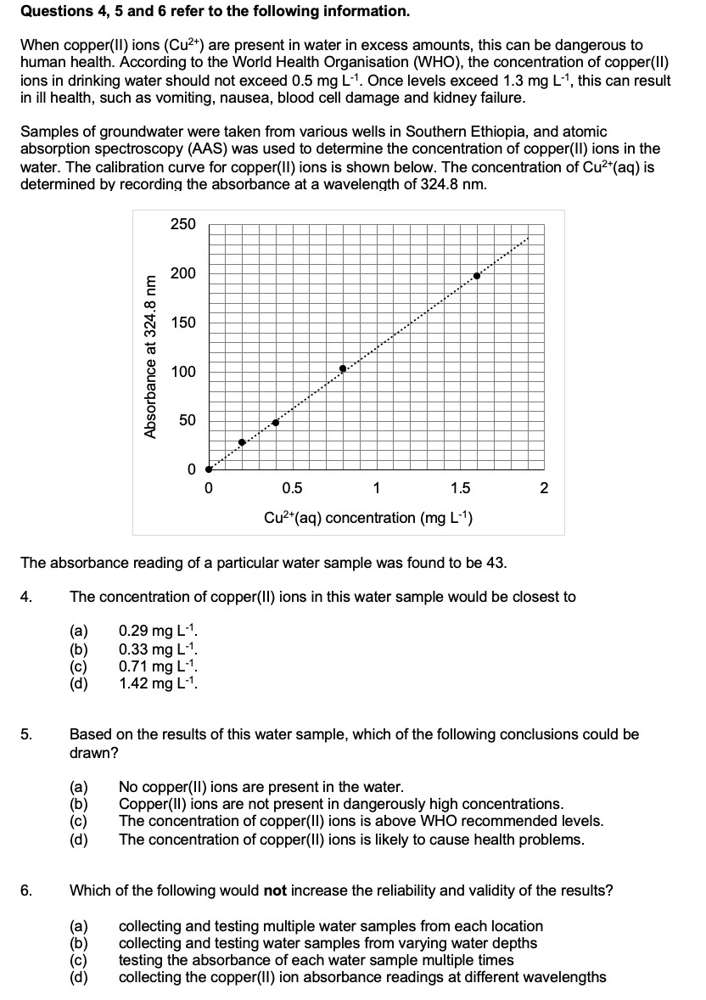 Questions 4, 5 and 6 refer to the following information.
When copper(II) ions (Cu²⁺) are present in water in excess amounts, this can be dangerous to
human health. According to the World Health Organisation (WHO), the concentration of copper(II)
ions in drinking water should not exceed 0.5 mg L⁻¹. Once levels exceed 1.3 mg L⁻¹, this can result
in ill health, such as vomiting, nausea, blood cell damage and kidney failure.
Samples of groundwater were taken from various wells in Southern Ethiopia, and atomic
absorption spectroscopy (AAS) was used to determine the concentration of copper(II) ions in the
water. The calibration curve for copper(II) ions is shown below. The concentration of Cu²⁺(aq) is
determined by recording the absorbance at a wavelength of 324.8 nm.
250
200
150
100
50
0
Absorbance at 324.8 nm
0 0.5 1 1.5 2
Cu²⁺(aq) concentration (mg L⁻¹)
The absorbance reading of a particular water sample was found to be 43.
4. The concentration of copper(II) ions in this water sample would be closest to
(a) 0.29 mg L⁻¹.
(b) 0.33 mg L⁻¹.
(c) 0.71 mg L⁻¹.
(d) 1.42 mg L⁻¹.
5. Based on the results of this water sample, which of the following conclusions could be
drawn?
(a) No copper(II) ions are present in the water.
(b) Copper(II) ions are not present in dangerously high concentrations.
(c) The concentration of copper(II) ions is above WHO recommended levels.
(d) The concentration of copper(II) ions is likely to cause health problems.
6. Which of the following would not increase the reliability and validity of the results?
(a) collecting and testing multiple water samples from each location
(b) collecting and testing water samples from varying water depths
(c) testing the absorbance of each water sample multiple times
(d) collecting the copper(II) ion absorbance readings at different wavelengths